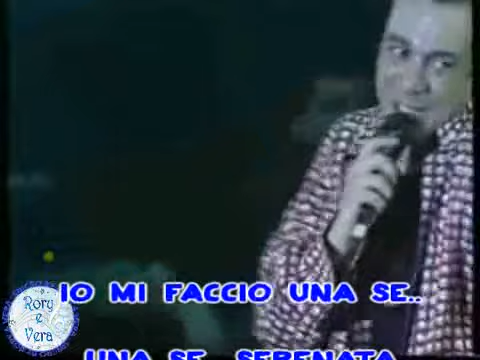 IO MI FACCIO UNA SE..
Rory
e
Vera
UNA SE.. SERENATA